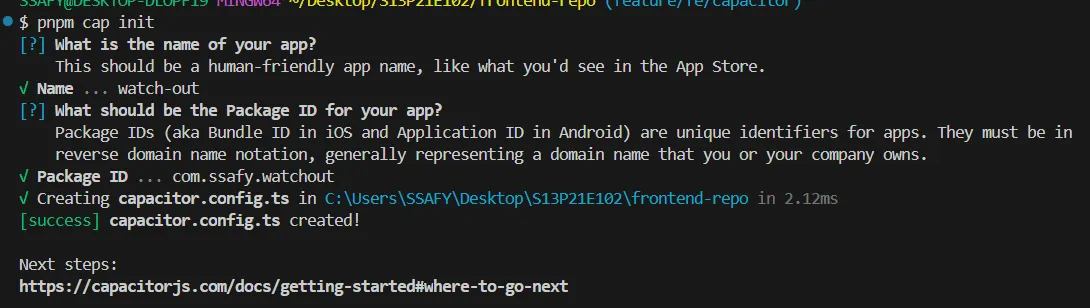 SSAFY@DESKTOP-DLOPF19 MINGW64 ~/Desktop/S13P21E102/frontend-repo (feature/fe/capacitor)
$ pnpm cap init
[?] What is the name of your app?
This should be a human-friendly app name, like what you'd see in the App Store.
√ Name ... watch-out
[?] What should be the Package ID for your app?
Package IDs (aka Bundle ID in iOS and Application ID in Android) are unique identifiers for apps. They must be in
reverse domain name notation, generally representing a domain name that you or your company owns.
√ Package ID ... com.ssafy.watchout
√ Creating capacitor.config.ts in C:\Users\SSAFY\Desktop\S13P21E102\frontend-repo in 2.12ms
[success] capacitor.config.ts created!
Next steps:
https://capacitorjs.com/docs/getting-started#where-to-go-next